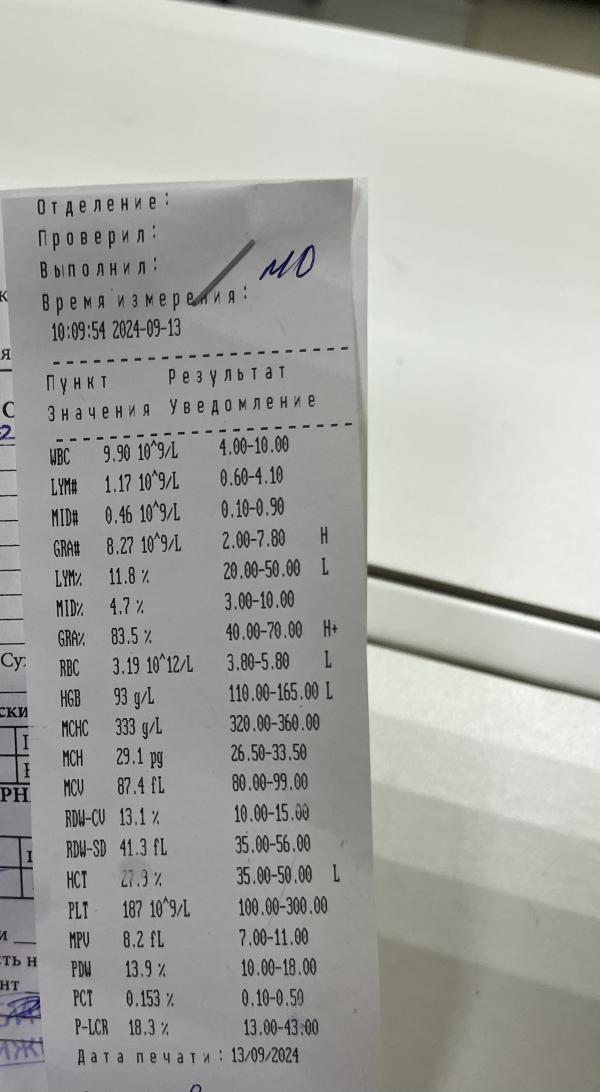 Отделение:
Проверил:
Выполнил:
МО
Время измерения:
10:09:54 2024-09-13
Пункт Результат
Значения Уведомление
WBC 9.90 10^9/L 4.00-10.00
LYM# 1.17 10^9/L 0.60-4.10
MID# 0.46 10^9/L 0.10-0.90
GRA# 8.27 10^9/L 2.00-7.80 H
LYM% 11.8 % 20.00-50.00 L
MID% 4.7 % 3.00-10.00
GRA% 83.5 % 40.00-70.00 H+
RBC 3.19 10^12/L 3.80-5.80 L
HGB 93 g/L 110.00-165.00 L
MCHC 333 g/L 320.00-360.00
MCH 29.1 pg 26.50-33.50
MCV 87.4 fL 80.00-99.00
RDW-CV 13.1 % 10.00-15.00
RDW-SD 41.3 fL 35.00-56.00
HCT 27.9 % 35.00-50.00 L
PLT 187 10^9/L 100.00-300.00
MPV 8.2 fL 7.00-11.00
PDW 13.9 % 10.00-18.00
PCT 0.153 % 0.10-0.50
P-LCR 18.3 % 13.00-43.00
Дата печати: 13/09/2024